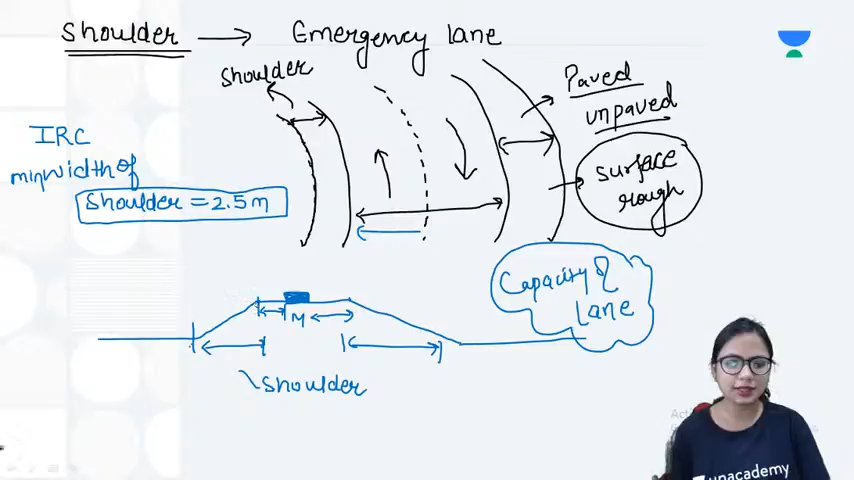 Shoulder → Emergency lane
Shoulder
Paved
unpaved
IRC
min width of
Shoulder = 2.5m
Surface
rough
Capacity of
Lane
M
Shoulder
unacademy